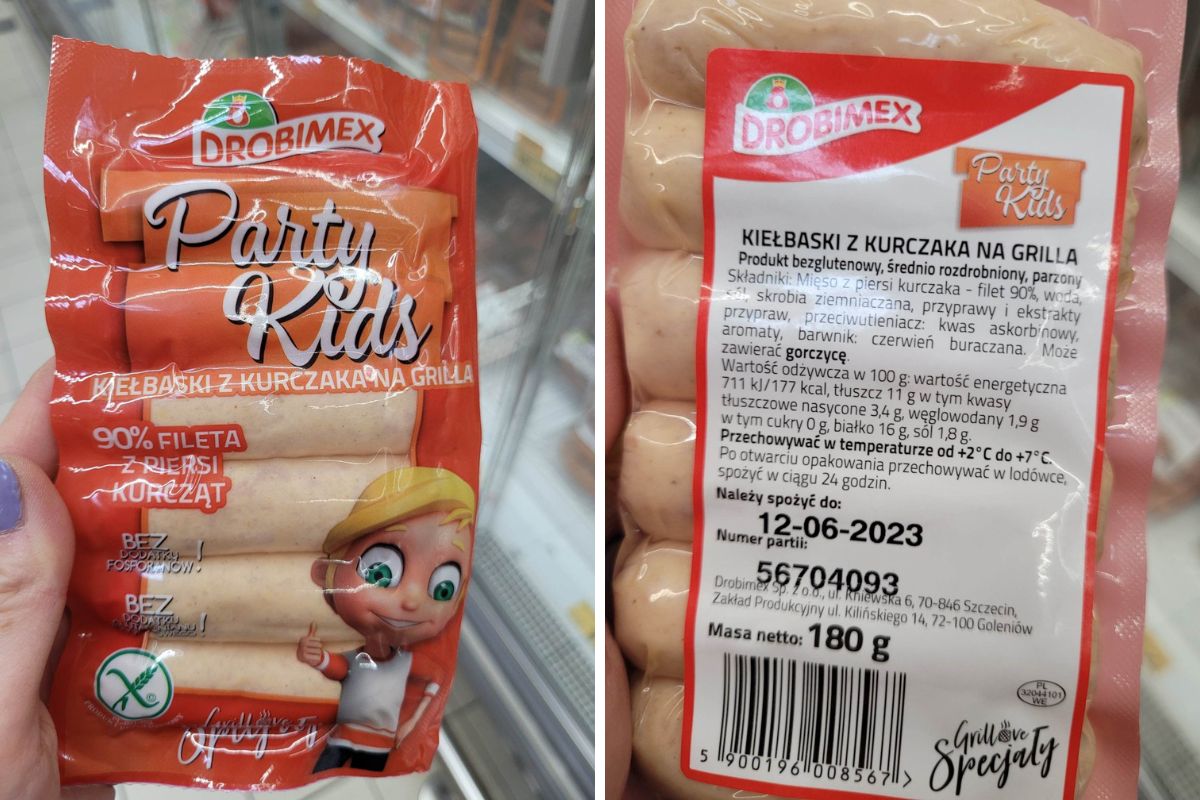 DROBIMEX
Party
Kids
KIEŁBASKI Z KURCZAKA NA GRILLA
90% FILETA
Z PIERSI
KURCZĄT
BEZ
DODATKU
FOSFORANÓW!
BEZ
DODATKU
Grill
DROBIMEX
Party
Kids
KIEŁBASKI Z KURCZAKA NA GRILLA
Produkt bezglutenowy, średnio rozdrobniony, parzony
Składniki: Mięso z piersi kurczaka - filet 90%, woda,
sól, skrobia ziemniaczana, przyprawy i ekstrakty
przypraw, przeciwutleniacz: kwas askorbinowy,
aromaty, barwnik: czerwień buraczana. Może
zawierać gorczycę.
Wartość odżywcza w 100 g: wartość energetyczna
711 kJ/177 kcal, tłuszcz 11 g w tym kwasy
tłuszczowe nasycone 3,4 g, węglowodany 1,9 g
w tym cukry 0 g, białko 16 g, sól 1,8 g.
Przechowywać w temperaturze od +2°C do +7°C.
Po otwarciu opakowania przechowywać w lodówce,
spożyć w ciągu 24 godzin.
Należy spożyć do:
12-06-2023
Numer partii:
56704093
Drobimex Sp. z o.o., ul. Kniewska 6, 70-846 Szczecin,
Zakład Produkcyjny ul. Kilińskiego 14, 72-100 Goleniów
Masa netto: 180 g
PL
32044101
WE
5 900196 008567 >
Grill&Love
Specjały